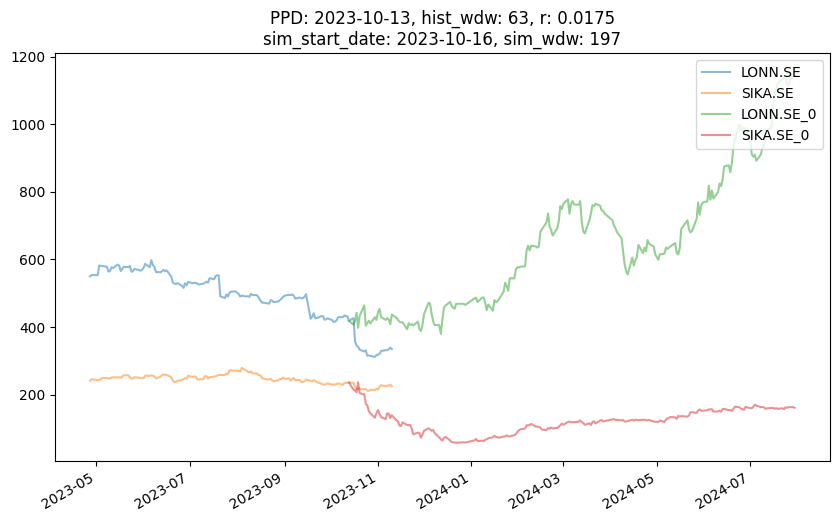 PPD: 2023-10-13, hist_wdw: 63, r: 0.0175
sim_start_date: 2023-10-16, sim_wdw: 197
LONN.SE
SIKA.SE
LONN.SE_0
SIKA.SE_0
1200
1000
800
600
400
200
2023-05
2023-07
2023-09
2023-11
2024-01
2024-03
2024-05
2024-07